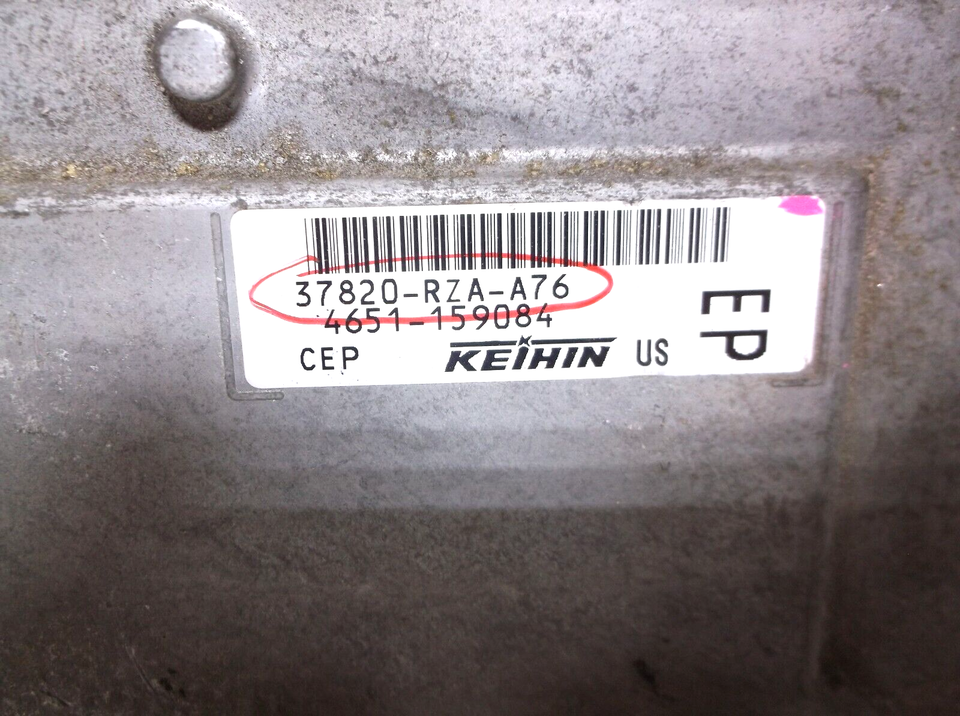 37820-RZA-A76
4651-159084
CEP KEIHIN US
EP